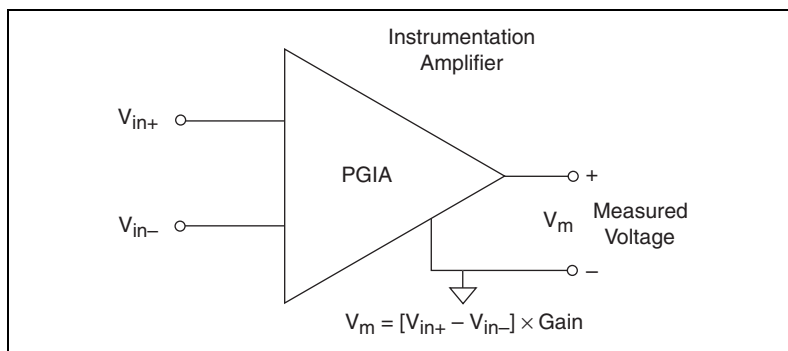 Instrumentation
Amplifier
Vin+
PGIA
+
Vin–
Vm
Measured
Voltage
–
Vm = [Vin+ – Vin–] × Gain